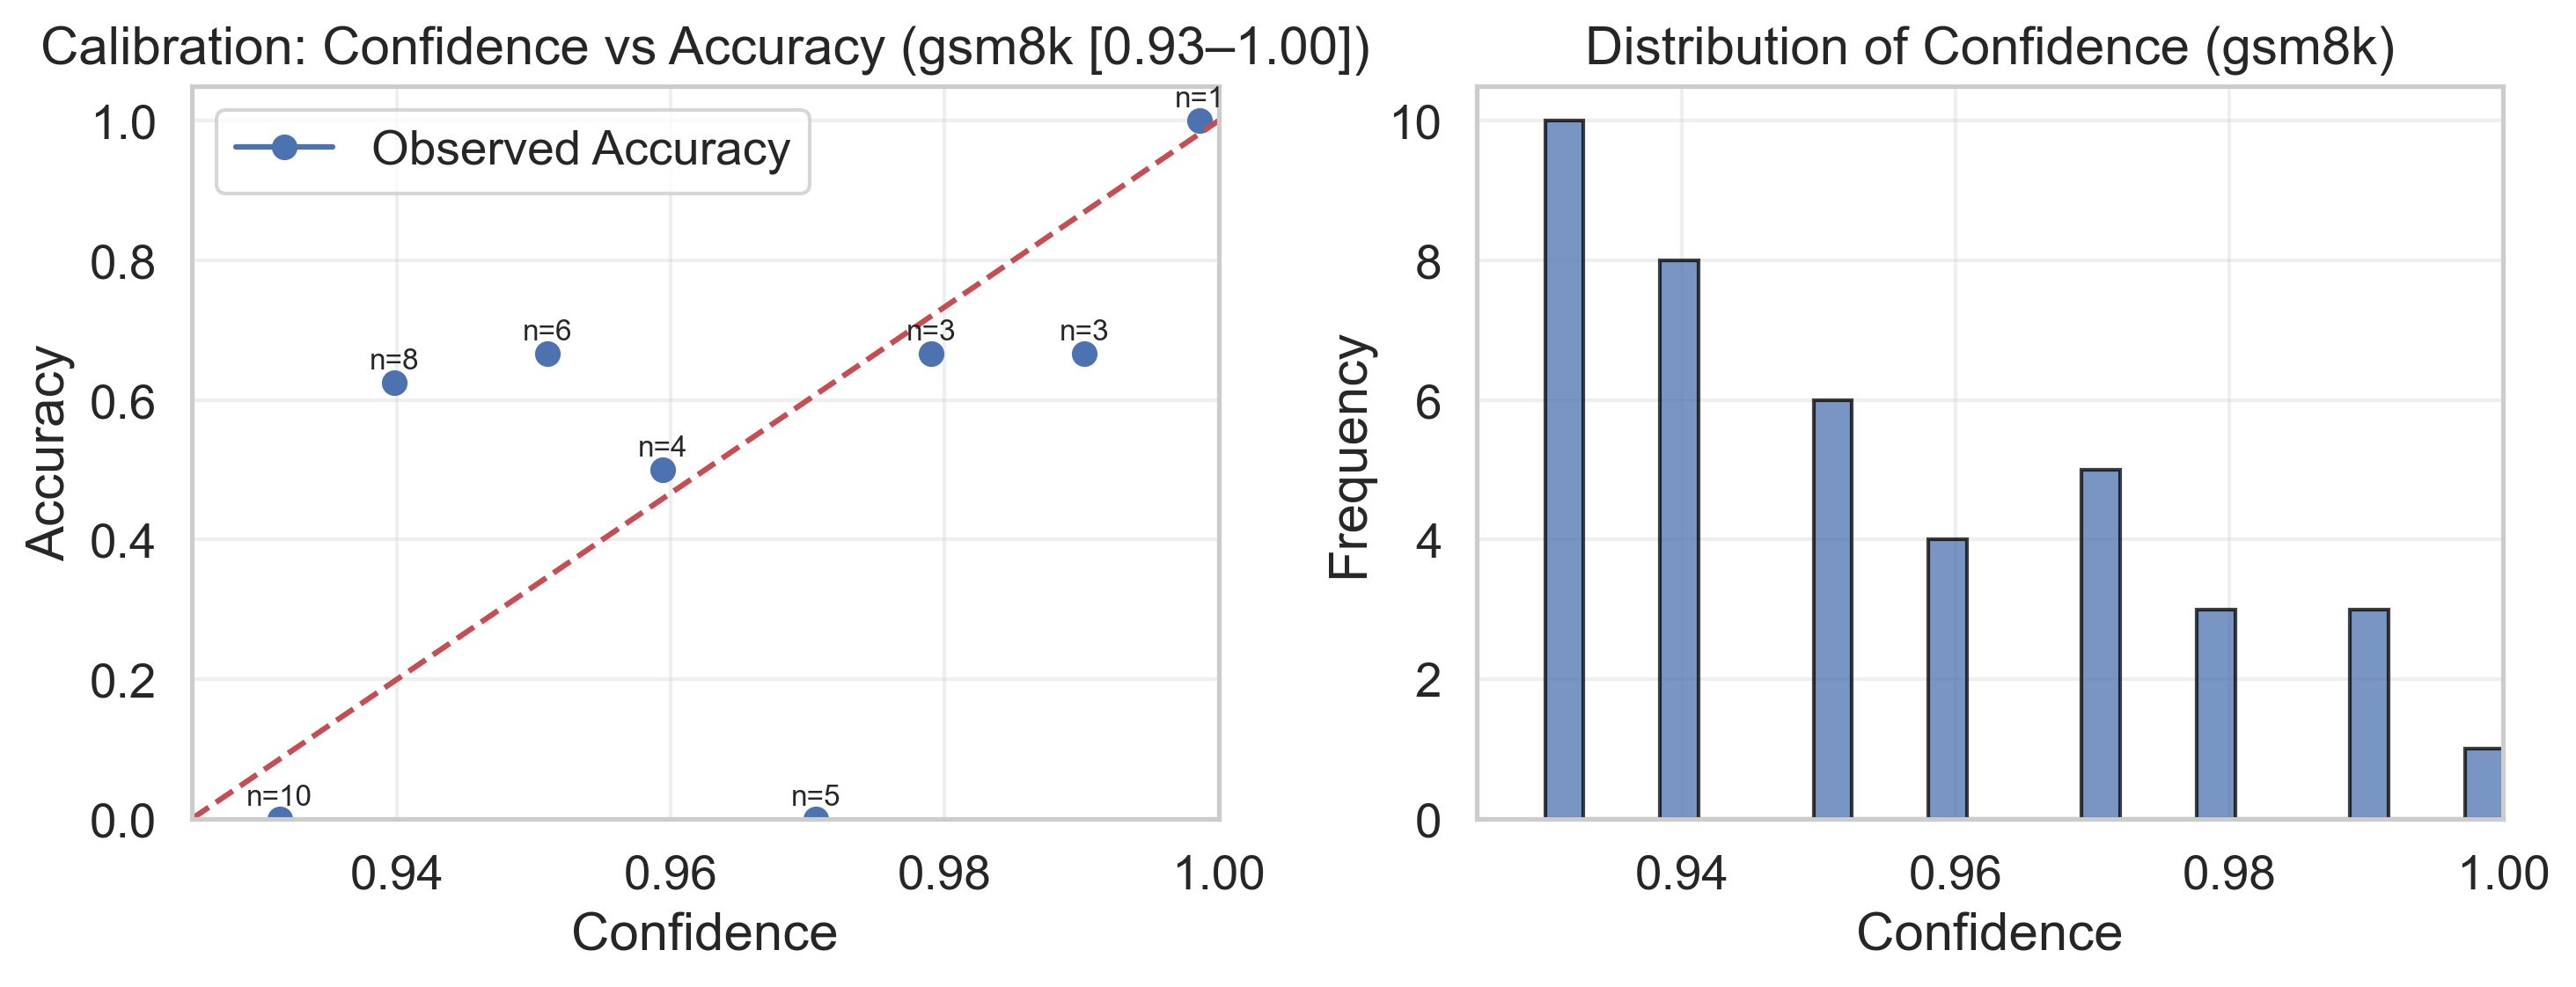 Calibration: Confidence vs Accuracy (gsm8k [0.93–1.00])
Observed Accuracy
n=1
n=8
n=6
n=4
n=3
n=3
n=10
n=5
1.0
0.8
0.6
0.4
0.2
0.0
Accuracy
0.94 0.96 0.98 1.00
Confidence
Distribution of Confidence (gsm8k)
10
8
6
4
2
0
Frequency
0.94 0.96 0.98 1.00
Confidence